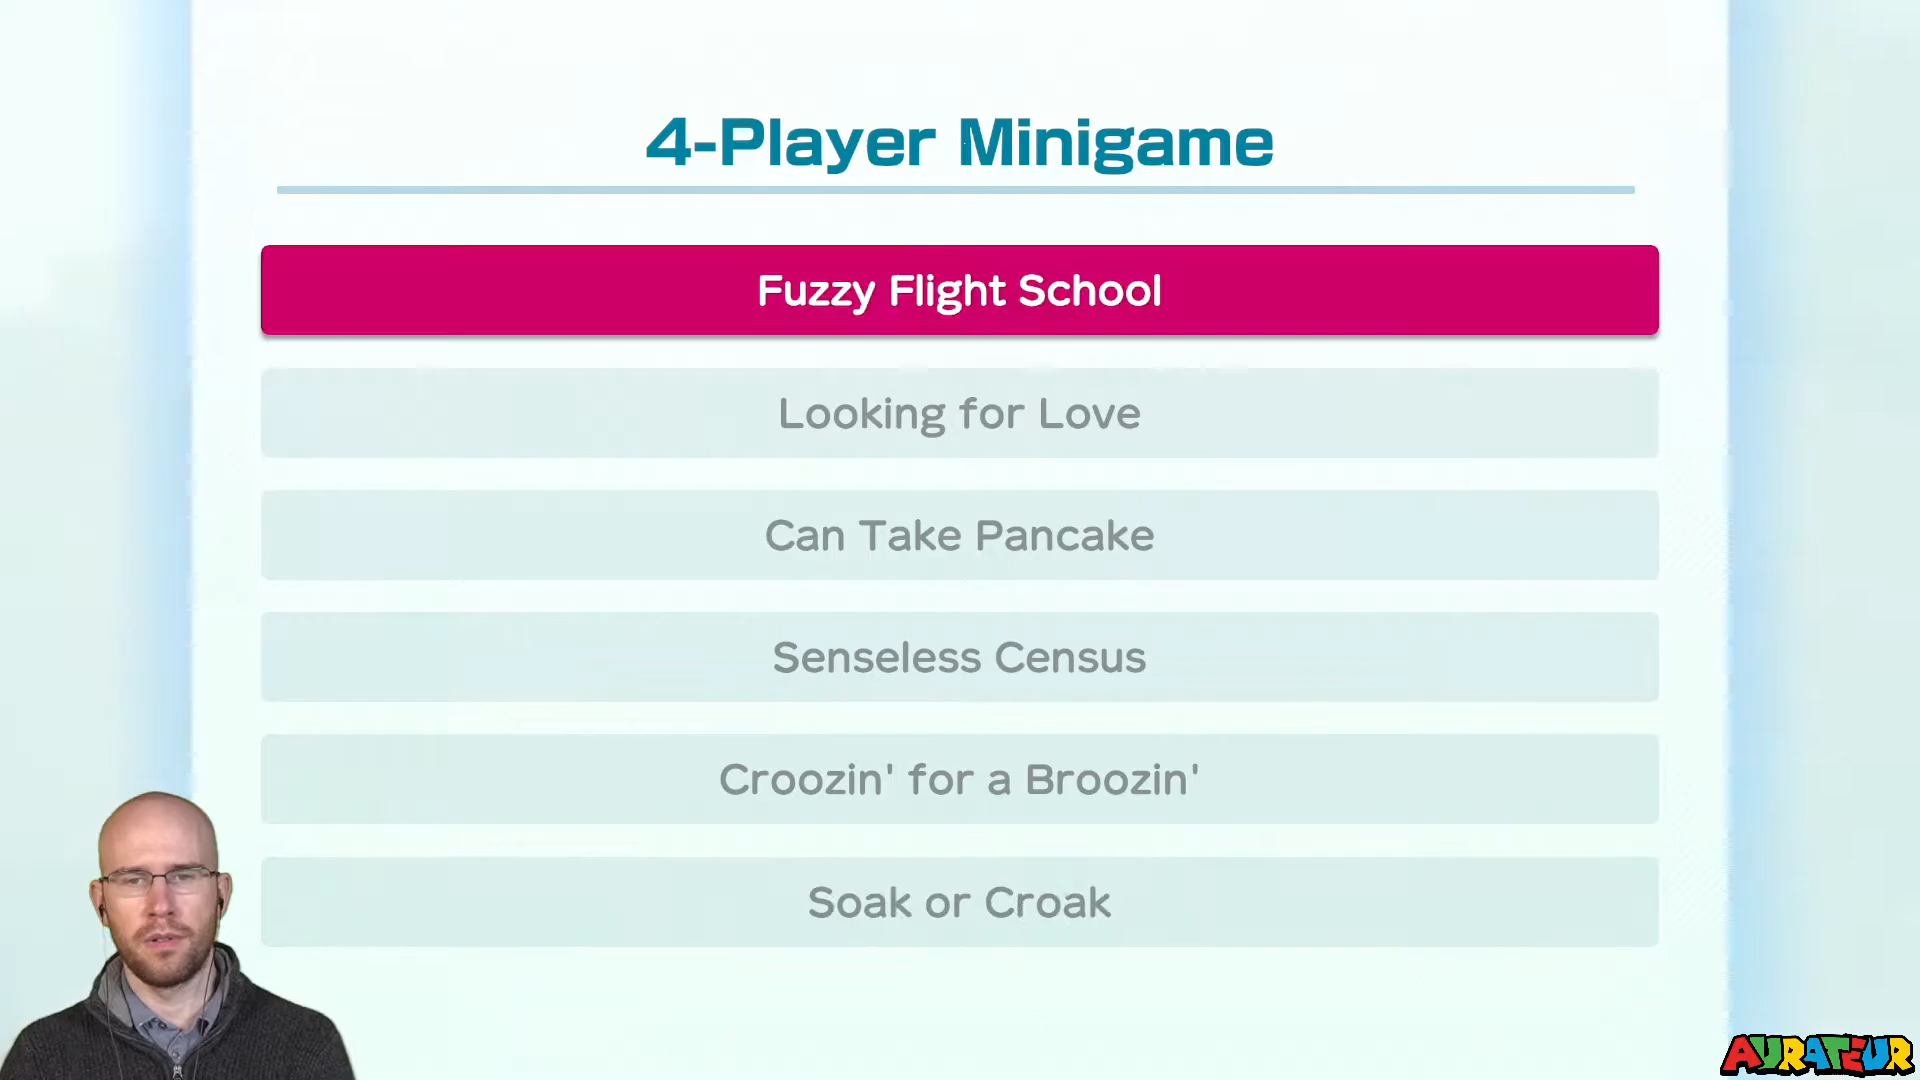 4-Player Minigame
Fuzzy Flight School
Looking for Love
Can Take Pancake
Senseless Census
Croozin' for a Broozin'
Soak or Croak
AURATEUR